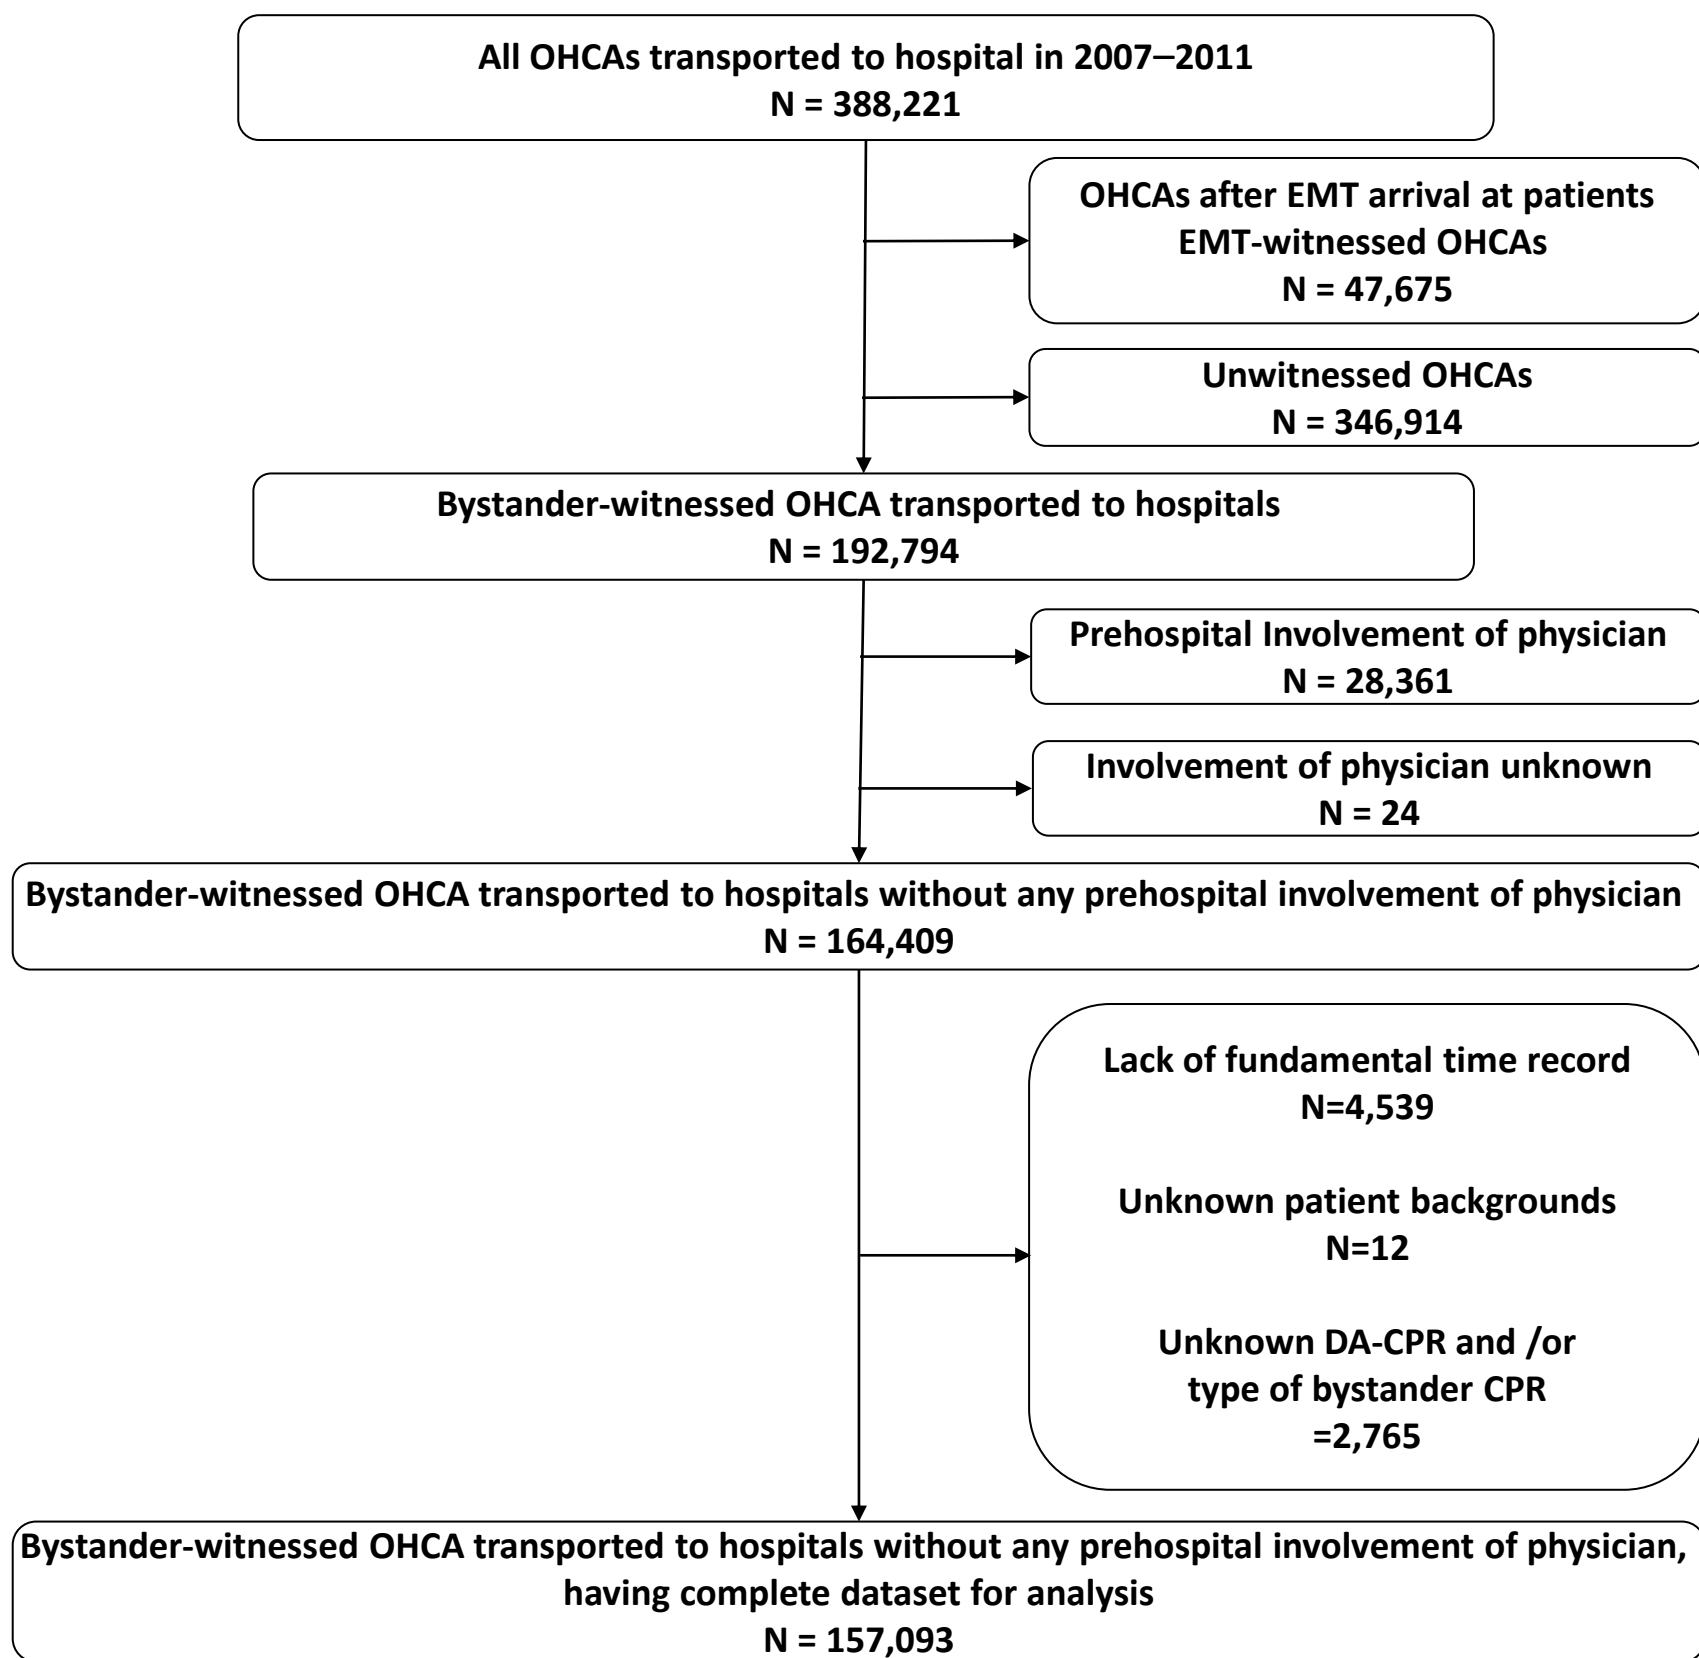 All OHCAs transported to hospital in 2007–2011
N = 388,221
OHCAs after EMT arrival at patients
EMT-witnessed OHCAs
N = 47,675
Unwitnessed OHCAs
N = 346,914
Bystander-witnessed OHCA transported to hospitals
N = 192,794
Prehospital Involvement of physician
N = 28,361
Involvement of physician unknown
N = 24
Bystander-witnessed OHCA transported to hospitals without any prehospital involvement of physician
N = 164,409
Lack of fundamental time record
N=4,539
Unknown patient backgrounds
N=12
Unknown DA-CPR and /or
type of bystander CPR
=2,765
Bystander-witnessed OHCA transported to hospitals without any prehospital involvement of physician,
having complete dataset for analysis
N = 157,093